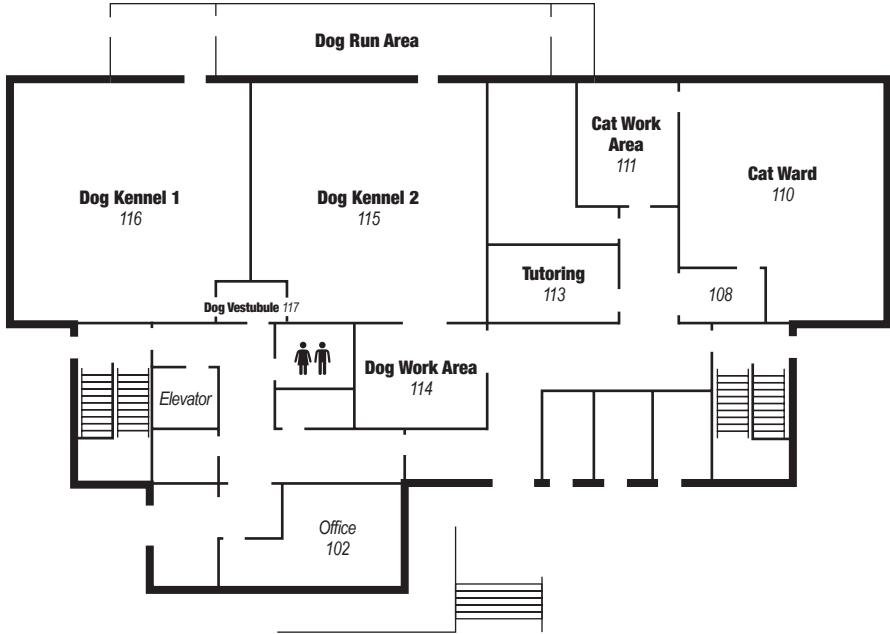 Dog Run Area
Cat Work
Area
111
Dog Kennel 1
116
Dog Kennel 2
115
Cat Ward
110
Tutoring
113
108
Dog Vestubule 117
Dog Work Area
114
Elevator
Office
102